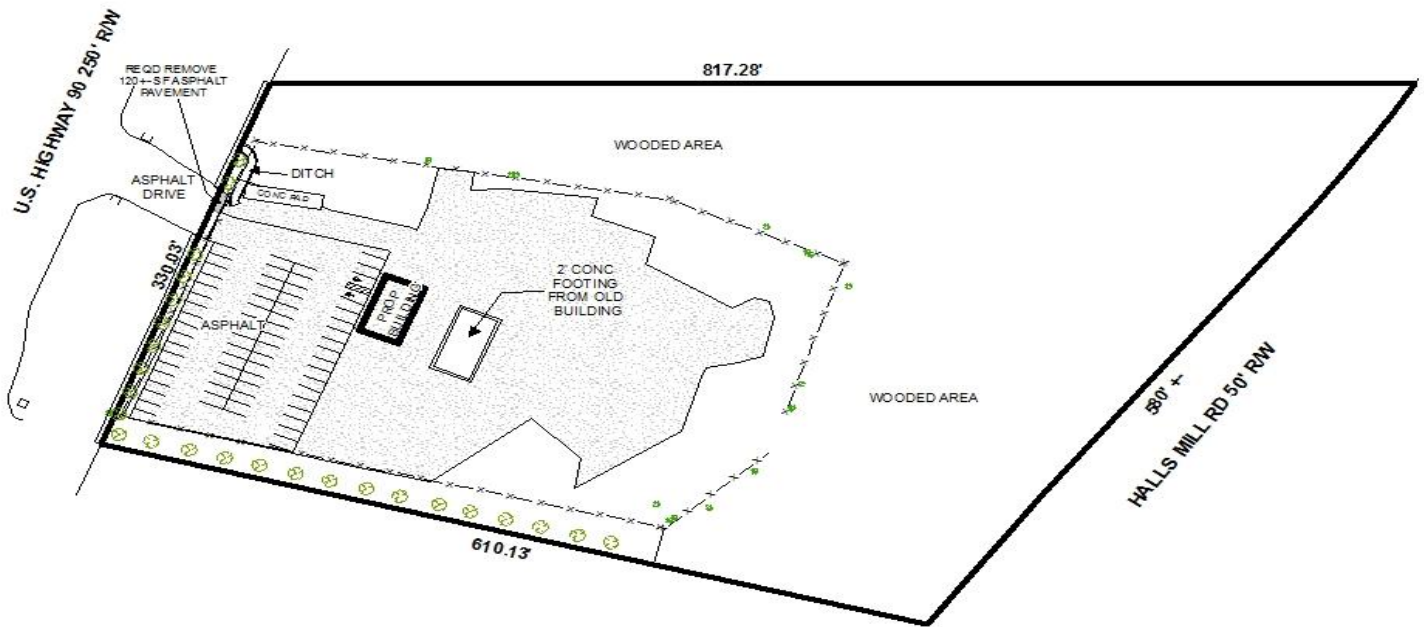 U.S. HIGHWAY 90 250' R/W
REQD REMOVE
120+-SF ASPHALT
PAVEMENT
817.28'
WOODED AREA
ASPHALT
DRIVE
DITCH
CONC PAD
330.03'
2' CONC
FOOTING
FROM OLD
BUILDING
PROP
BUILDING
ASPHALT
WOODED AREA
580' +-
HALLS MILL RD 50' R/W
610.13'